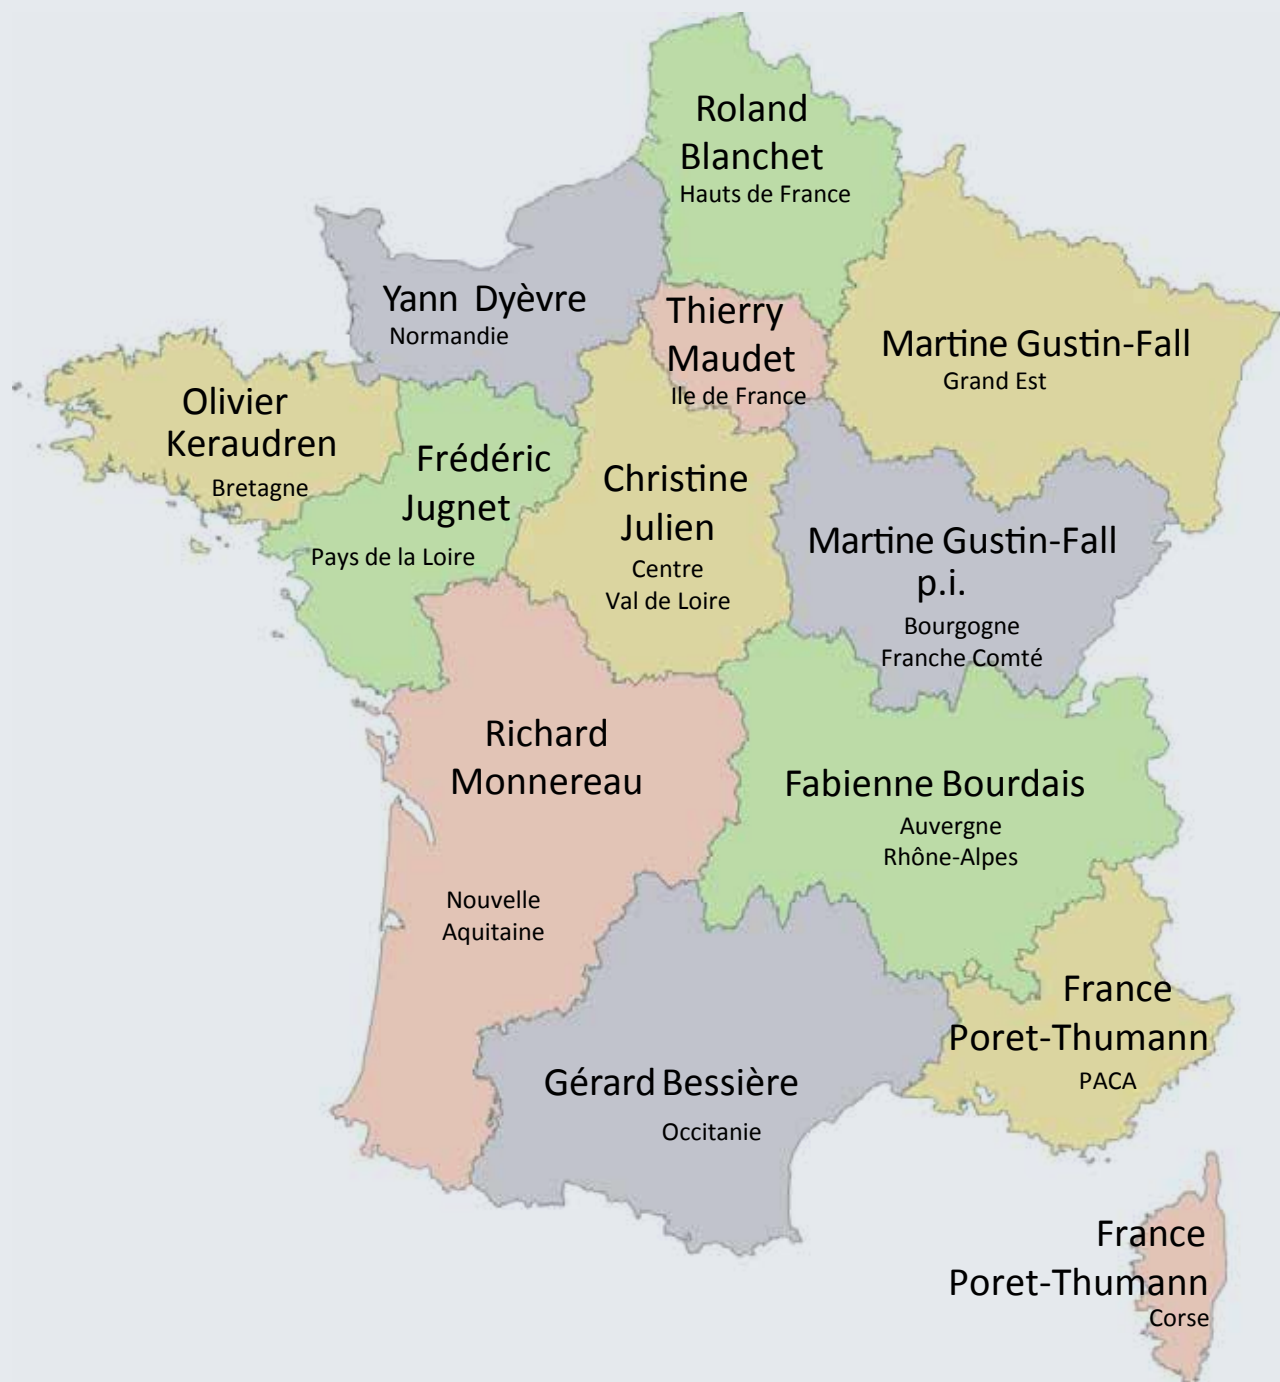 Roland
Blanchet
Hauts de France
Yann Dyèvre
Normandie
Thierry
Maudet
Ile de France
Martine Gustin-Fall
Grand Est
Olivier
Keraudren
Bretagne
Frédéric
Jugnet
Pays de la Loire
Christine
Julien
Centre
Val de Loire
Martine Gustin-Fall
p.i.
Bourgogne
Franche Comté
Richard
Monnereau
Nouvelle
Aquitaine
Fabienne Bourdais
Auvergne
Rhône-Alpes
Gérard Bessière
Occitanie
France
Poret-Thumann
PACA
France
Poret-Thumann
Corse